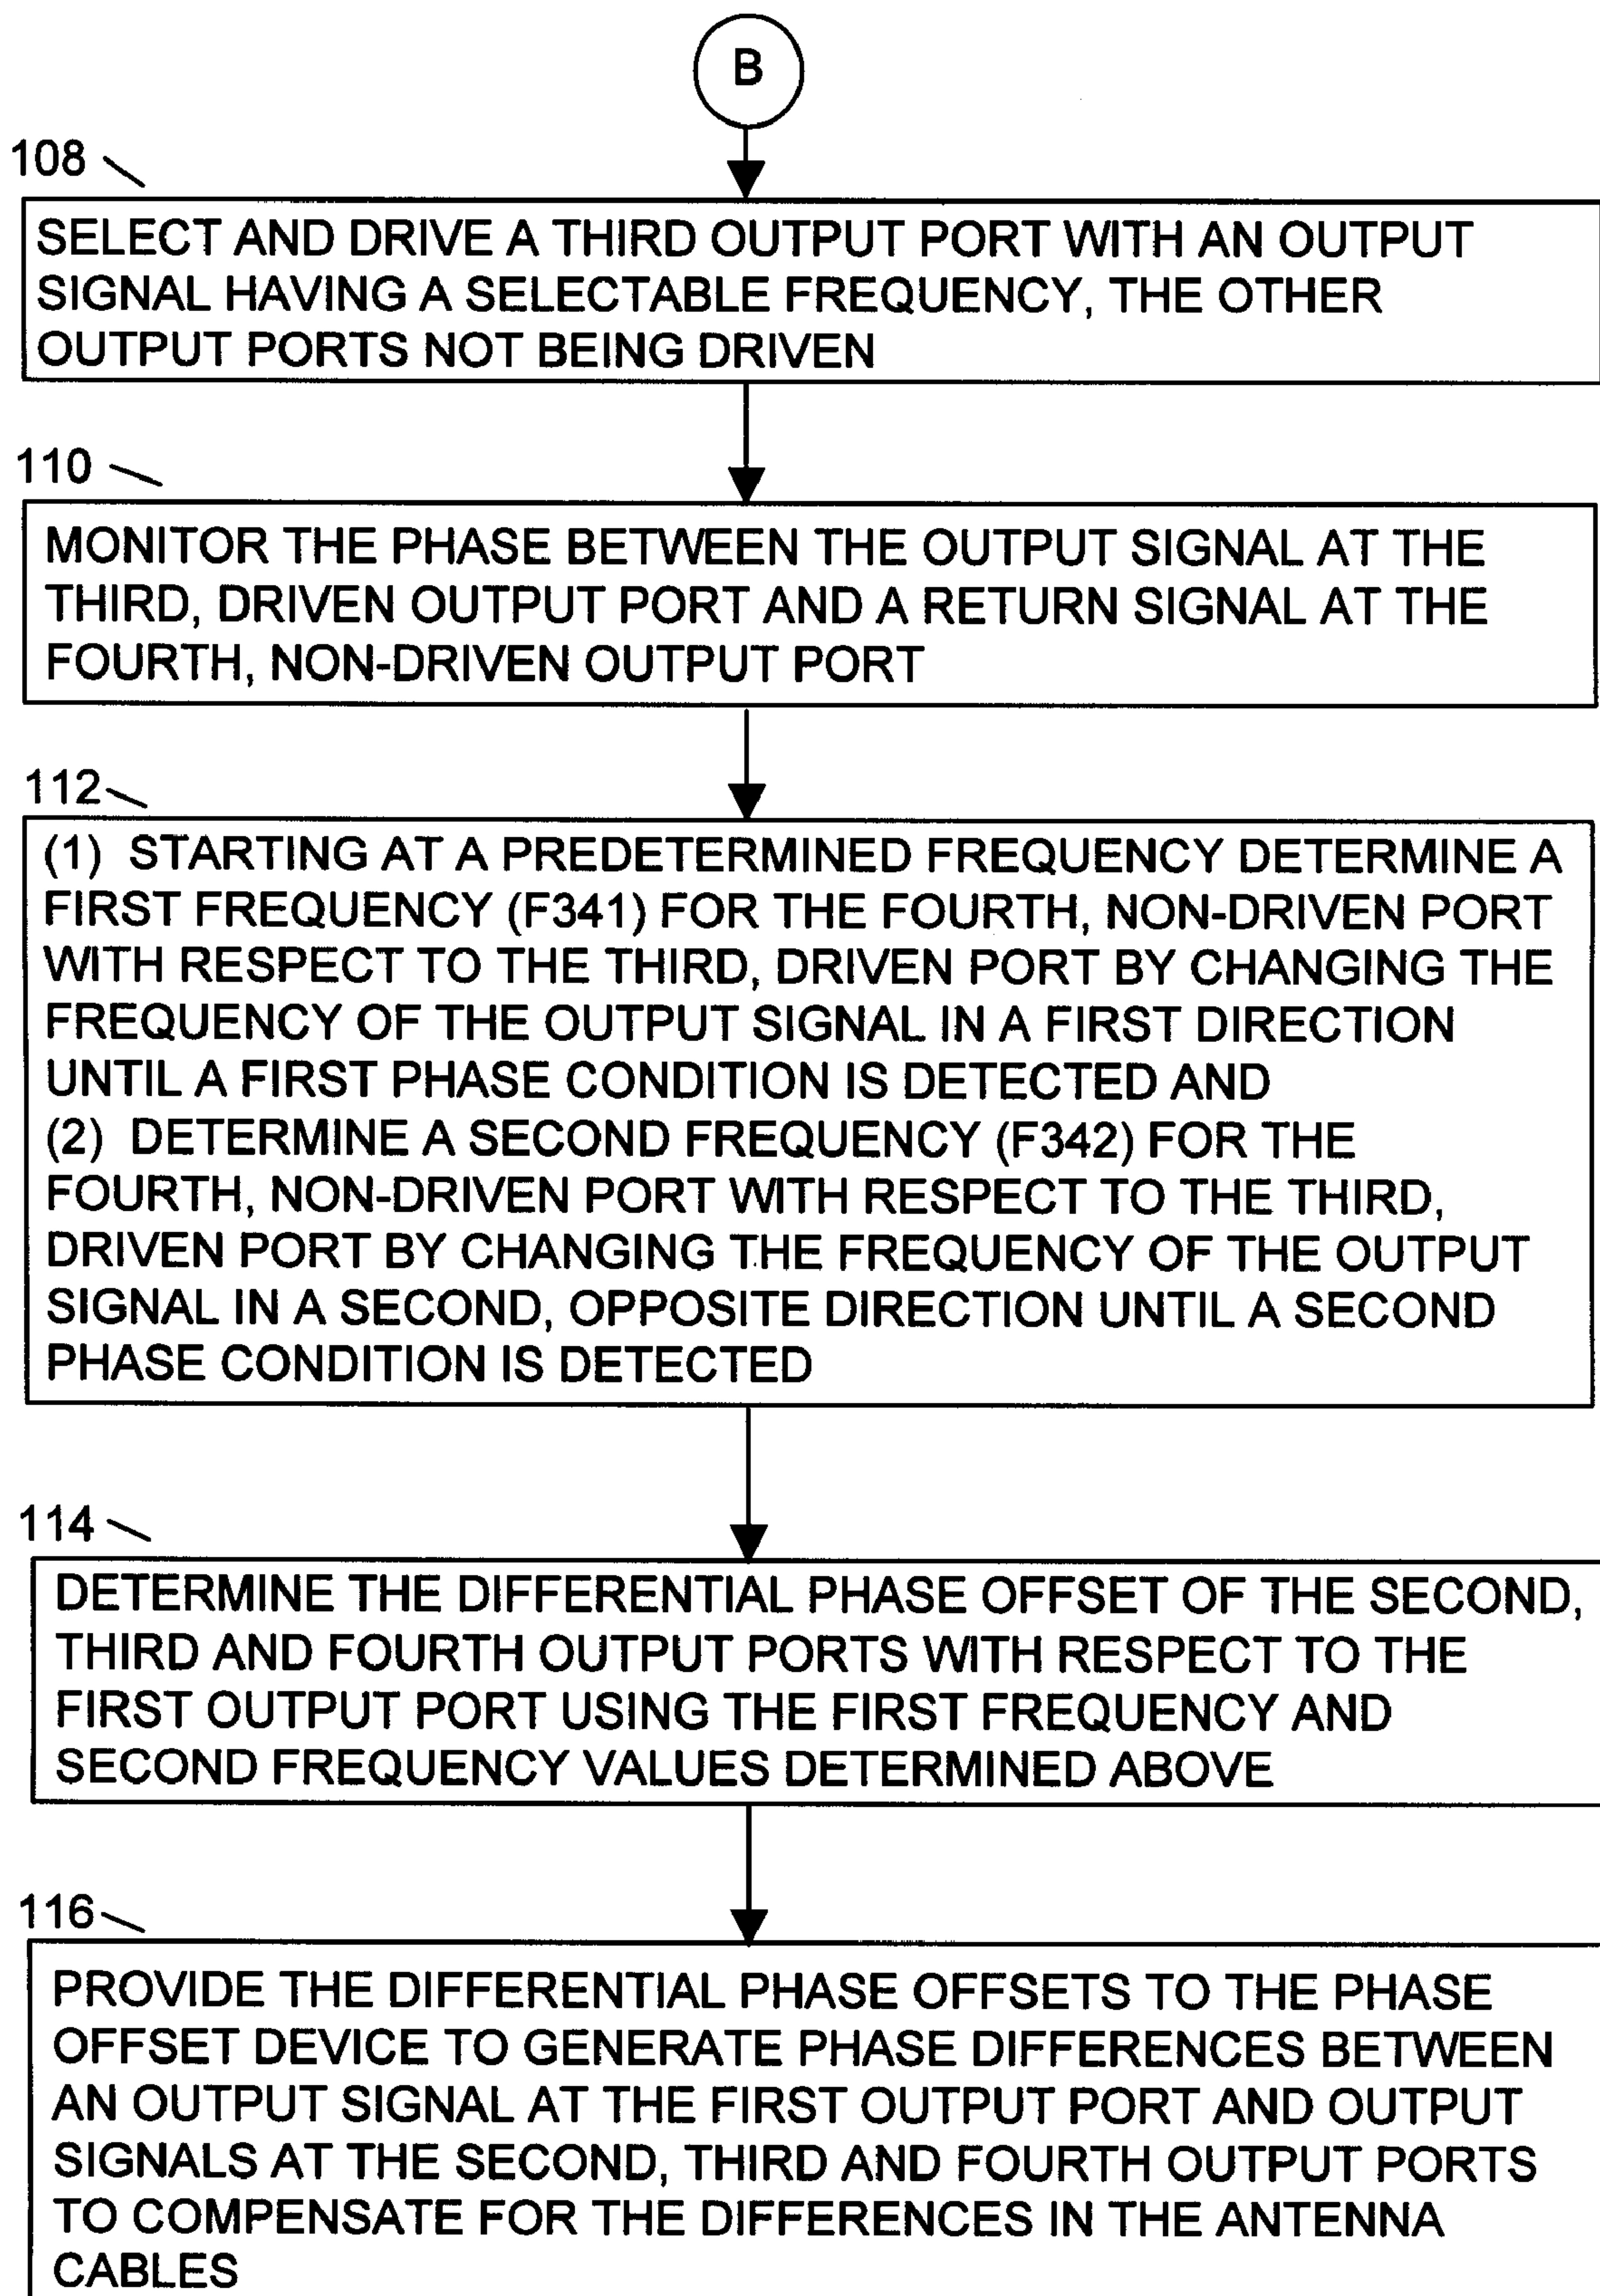 B
108
SELECT AND DRIVE A THIRD OUTPUT PORT WITH AN OUTPUT
SIGNAL HAVING A SELECTABLE FREQUENCY, THE OTHER
OUTPUT PORTS NOT BEING DRIVEN
110
MONITOR THE PHASE BETWEEN THE OUTPUT SIGNAL AT THE
THIRD, DRIVEN OUTPUT PORT AND A RETURN SIGNAL AT THE
FOURTH, NON-DRIVEN OUTPUT PORT
112
(1) STARTING AT A PREDETERMINED FREQUENCY DETERMINE A
FIRST FREQUENCY (F341) FOR THE FOURTH, NON-DRIVEN PORT
WITH RESPECT TO THE THIRD, DRIVEN PORT BY CHANGING THE
FREQUENCY OF THE OUTPUT SIGNAL IN A FIRST DIRECTION
UNTIL A FIRST PHASE CONDITION IS DETECTED AND
(2) DETERMINE A SECOND FREQUENCY (F342) FOR THE
FOURTH, NON-DRIVEN PORT WITH RESPECT TO THE THIRD,
DRIVEN PORT BY CHANGING THE FREQUENCY OF THE OUTPUT
SIGNAL IN A SECOND, OPPOSITE DIRECTION UNTIL A SECOND
PHASE CONDITION IS DETECTED
114
DETERMINE THE DIFFERENTIAL PHASE OFFSET OF THE SECOND,
THIRD AND FOURTH OUTPUT PORTS WITH RESPECT TO THE
FIRST OUTPUT PORT USING THE FIRST FREQUENCY AND
SECOND FREQUENCY VALUES DETERMINED ABOVE
116
PROVIDE THE DIFFERENTIAL PHASE OFFSETS TO THE PHASE
OFFSET DEVICE TO GENERATE PHASE DIFFERENCES BETWEEN
AN OUTPUT SIGNAL AT THE FIRST OUTPUT PORT AND OUTPUT
SIGNALS AT THE SECOND, THIRD AND FOURTH OUTPUT PORTS
TO COMPENSATE FOR THE DIFFERENCES IN THE ANTENNA
CABLES